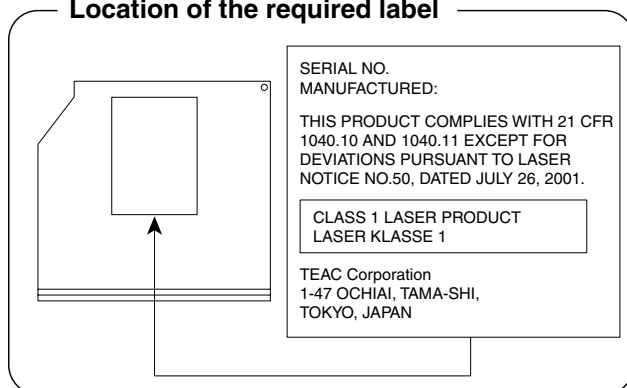 Location of the required label
SERIAL NO.
MANUFACTURED:
THIS PRODUCT COMPLIES WITH 21 CFR
1040.10 AND 1040.11 EXCEPT FOR
DEVIATIONS PURSUANT TO LASER
NOTICE NO.50, DATED JULY 26, 2001.
CLASS 1 LASER PRODUCT
LASER KLASSE 1
TEAC Corporation
1-47 OCHIAI, TAMA-SHI,
TOKYO, JAPAN